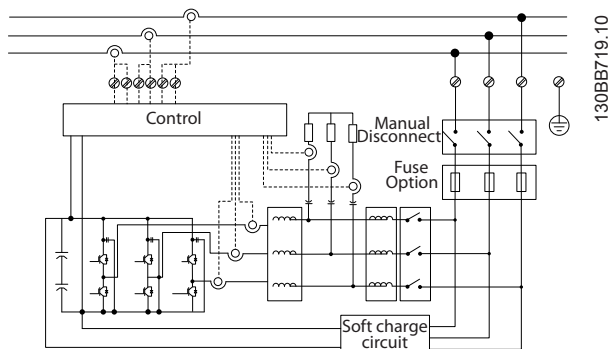 130BB719.10
Control
Manual
Disconnect
Fuse
Option
Soft charge
circuit